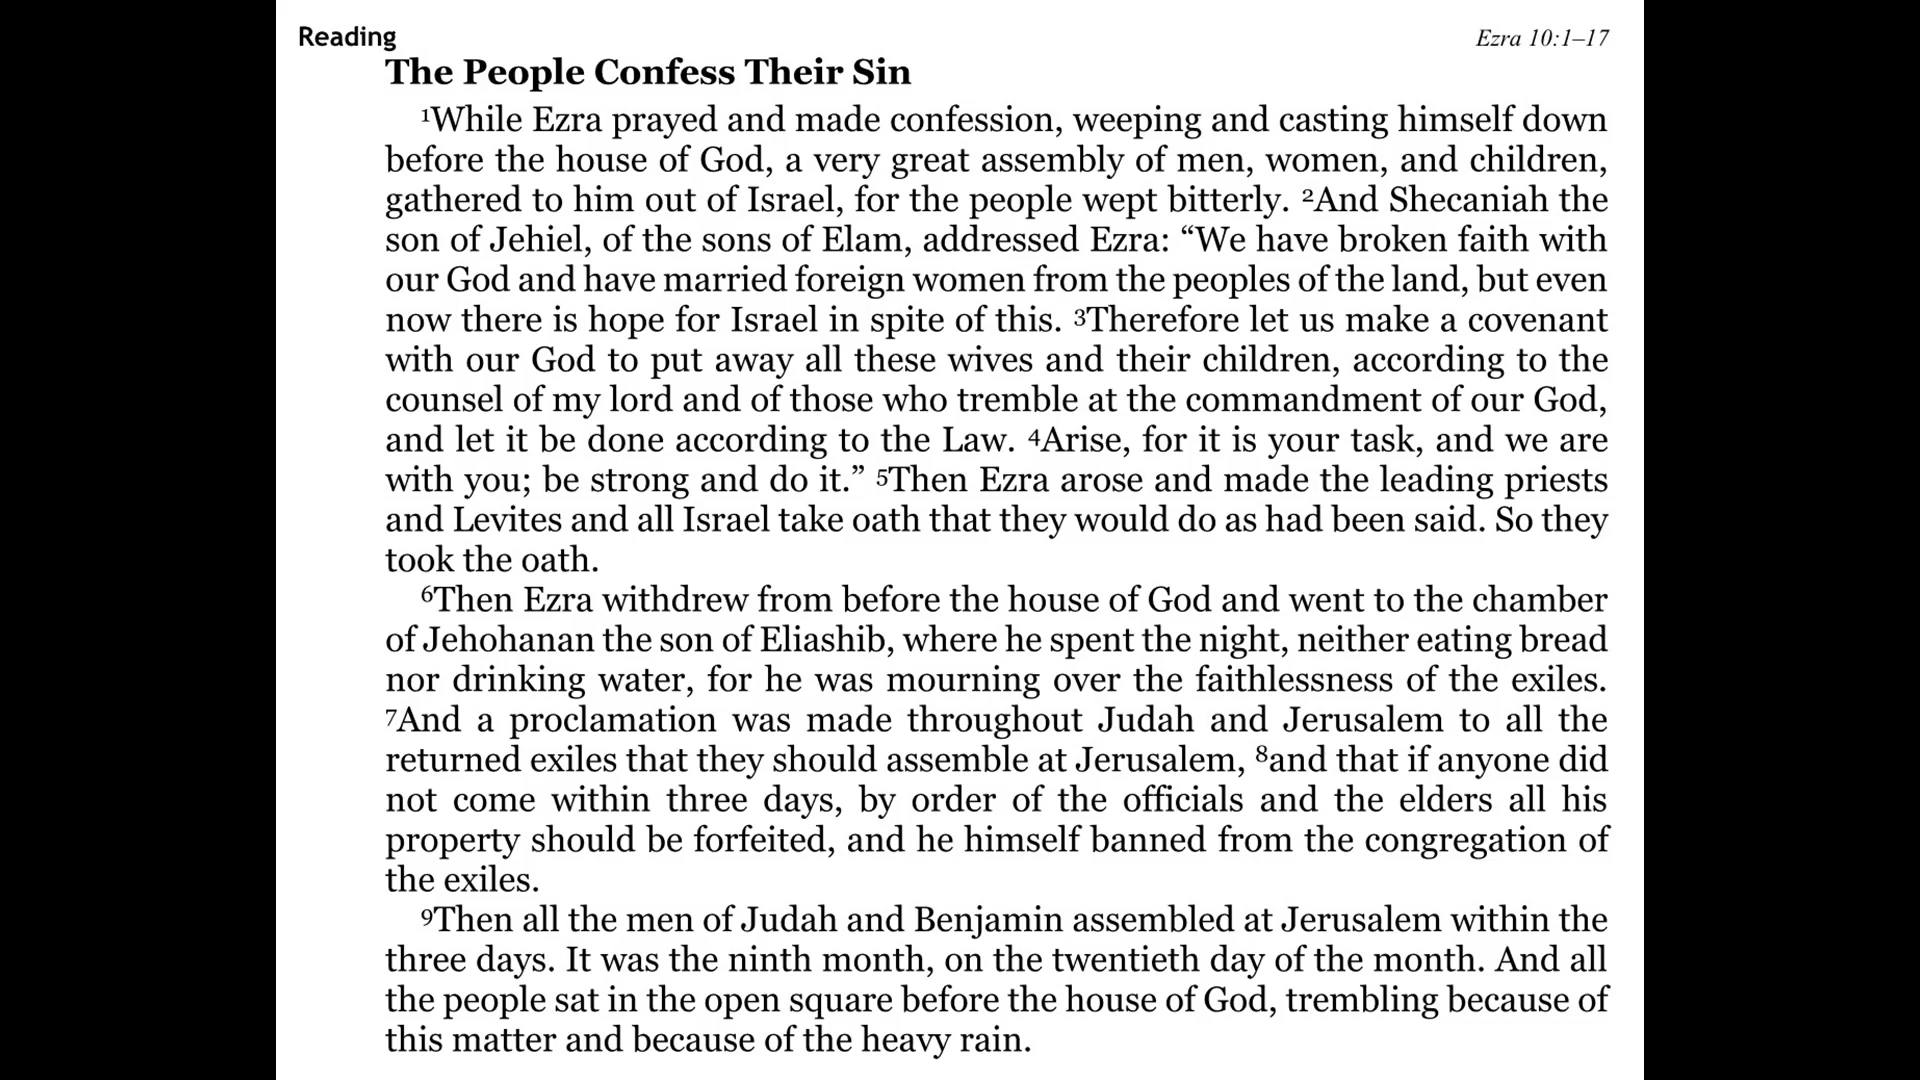 Reading
Ezra 10:1–17
The People Confess Their Sin
¹While Ezra prayed and made confession, weeping and casting himself down
before the house of God, a very great assembly of men, women, and children,
gathered to him out of Israel, for the people wept bitterly. ²And Shecaniah the
son of Jehiel, of the sons of Elam, addressed Ezra: “We have broken faith with
our God and have married foreign women from the peoples of the land, but even
now there is hope for Israel in spite of this. ³Therefore let us make a covenant
with our God to put away all these wives and their children, according to the
counsel of my lord and of those who tremble at the commandment of our God,
and let it be done according to the Law. ⁴Arise, for it is your task, and we are
with you; be strong and do it.” ⁵Then Ezra arose and made the leading priests
and Levites and all Israel take oath that they would do as had been said. So they
took the oath.
⁶Then Ezra withdrew from before the house of God and went to the chamber
of Jehohanan the son of Eliashib, where he spent the night, neither eating bread
nor drinking water, for he was mourning over the faithlessness of the exiles.
⁷And a proclamation was made throughout Judah and Jerusalem to all the
returned exiles that they should assemble at Jerusalem, ⁸and that if anyone did
not come within three days, by order of the officials and the elders all his
property should be forfeited, and he himself banned from the congregation of
the exiles.
⁹Then all the men of Judah and Benjamin assembled at Jerusalem within the
three days. It was the ninth month, on the twentieth day of the month. And all
the people sat in the open square before the house of God, trembling because of
this matter and because of the heavy rain.